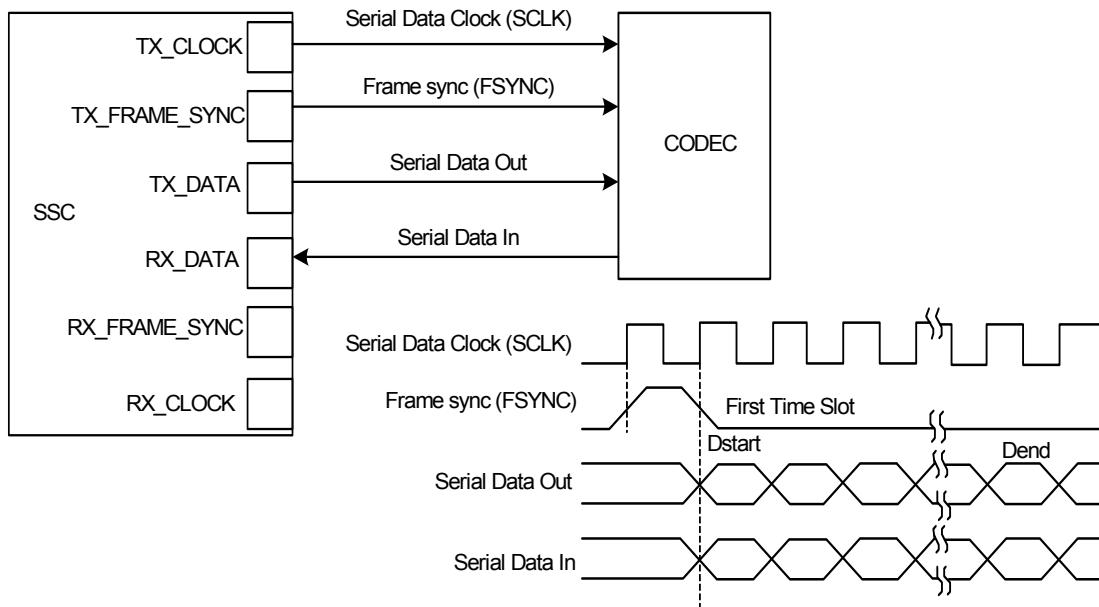 Serial Data Clock (SCLK)
TX_CLOCK
Frame sync (FSYNC)
TX_FRAME_SYNC
CODEC
Serial Data Out
TX_DATA
SSC
Serial Data In
RX_DATA
RX_FRAME_SYNC
Serial Data Clock (SCLK)
RX_CLOCK
Frame sync (FSYNC)
First Time Slot
Dstart
Dend
Serial Data Out
Serial Data In